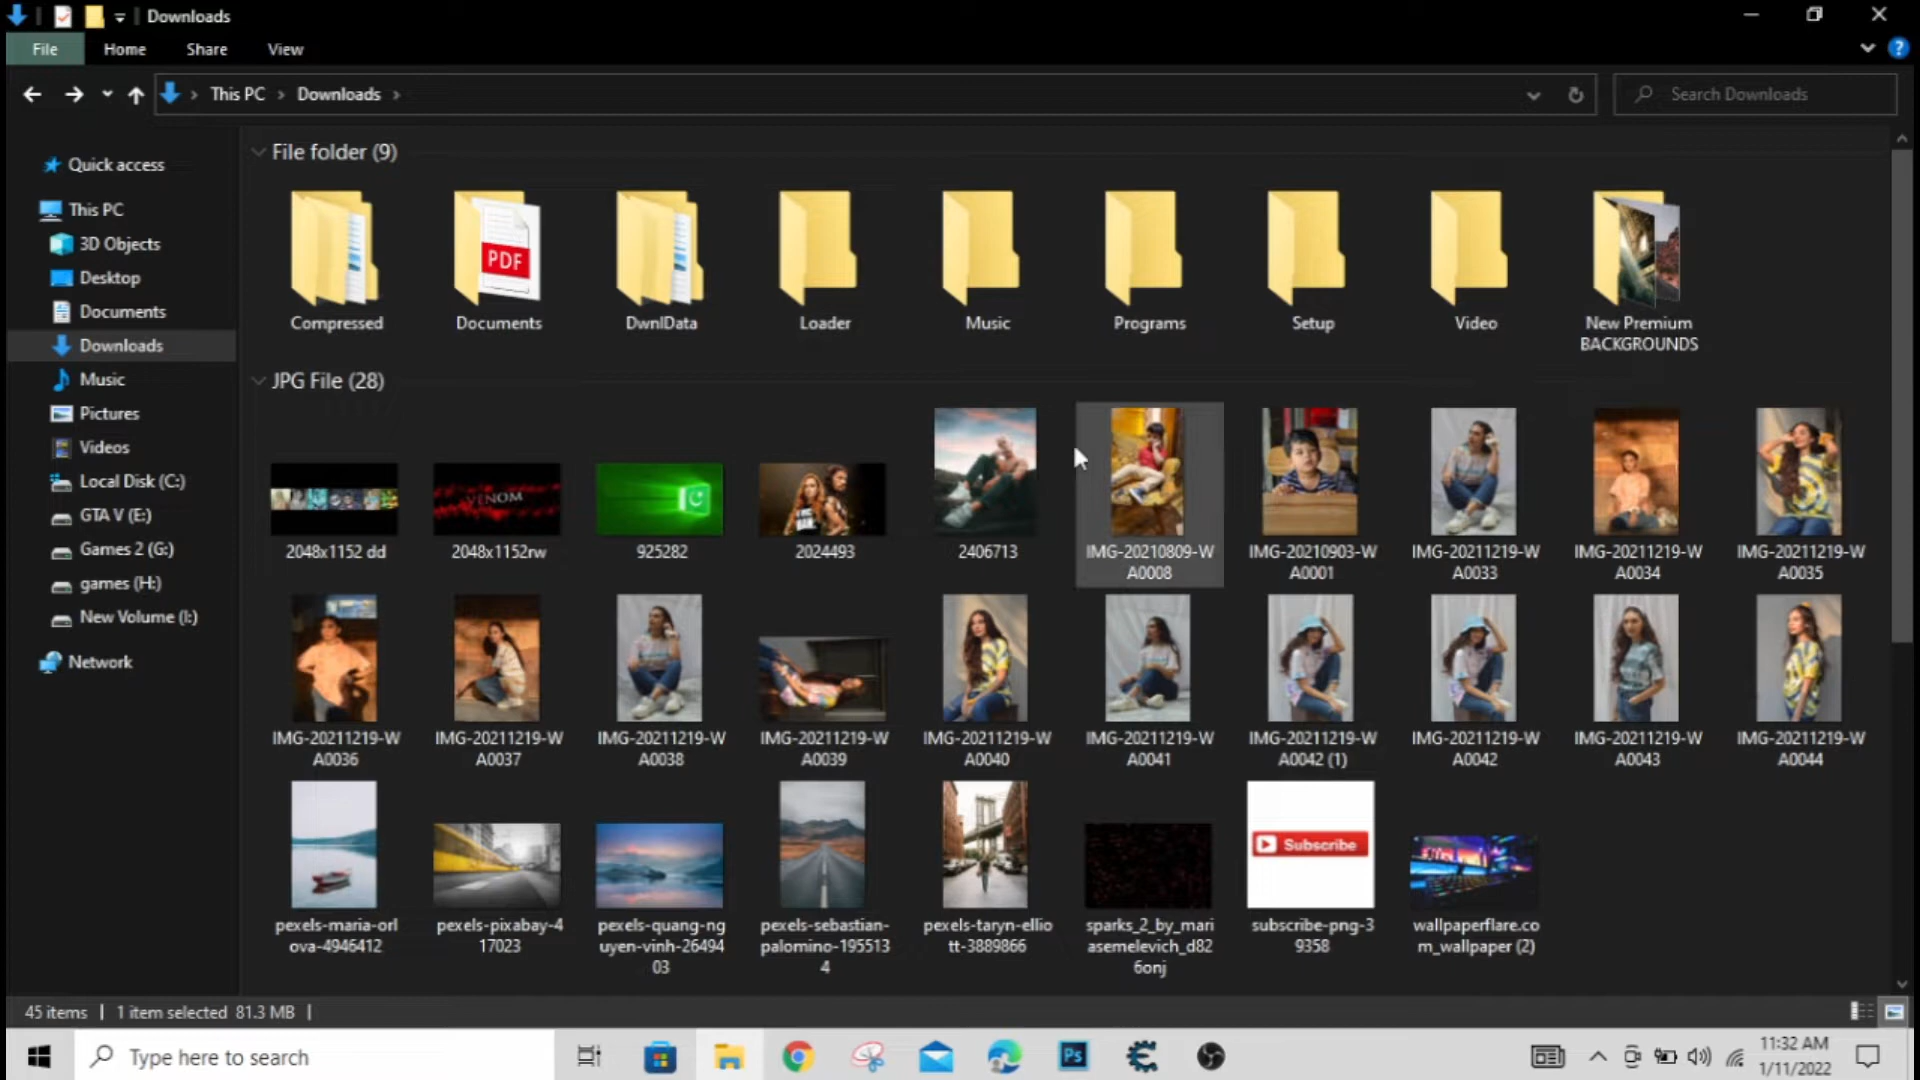 Downloads
File Home Share View
This PC Downloads Search Downloads
Quick access
This PC
3D Objects
Desktop
Documents
Downloads
Music
Pictures
Videos
Local Disk (C:)
GTA V (E:)
Games 2 (G:)
games (H:)
New Volume (I:)
Network
File folder (9)
PDF
Compressed Documents DwnlData Loader Music Programs Setup Video New Premium
BACKGROUNDS
JPG File (28)
VENOM
2048x1152 dd 2048x1152rw 925282 2024493 2406713 IMG-20210809-W IMG-20210903-W IMG-20211219-W IMG-20211219-W IMG-20211219-W
A0008 A0001 A0033 A0034 A0035
IMG-20211219-W IMG-20211219-W IMG-20211219-W IMG-20211219-W IMG-20211219-W IMG-20211219-W IMG-20211219-W IMG-20211219-W IMG-20211219-W IMG-20211219-W
A0036 A0037 A0038 A0039 A0040 A0041 A0042 (1) A0042 A0043 A0044
Subscribe
pexels-maria-orl pexels-pixabay-4 pexels-quang-ng pexels-sebastian- pexels-taryn-ellio sparks_2_by_mari subscribe-png-3 wallpaperflare.co
ova-4946412 17023 uyen-vinh-26494 palomino-195513 tt-3889866 asemelevich_d82 9358 m_wallpaper (2)
03 4 6onj
45 items 1 item selected 81.3 MB
Type here to search
Ps
11:32 AM
1/11/2022